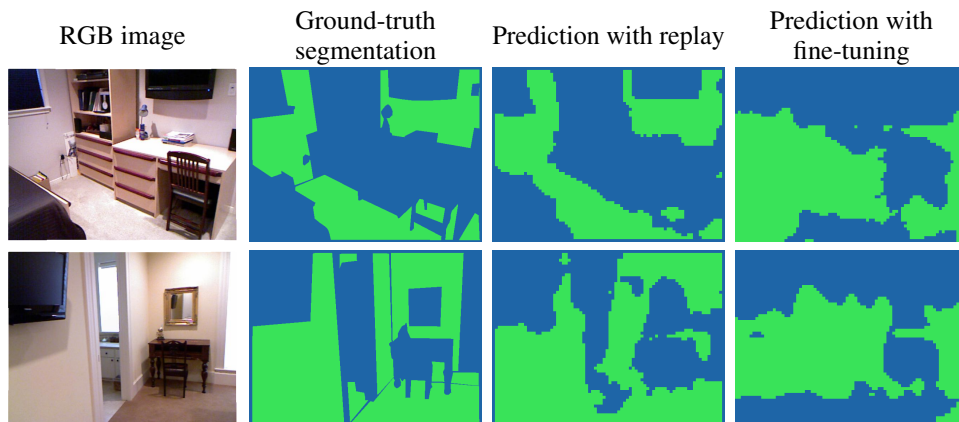 RGB image
Ground-truth
segmentation
Prediction with replay
Prediction with
fine-tuning